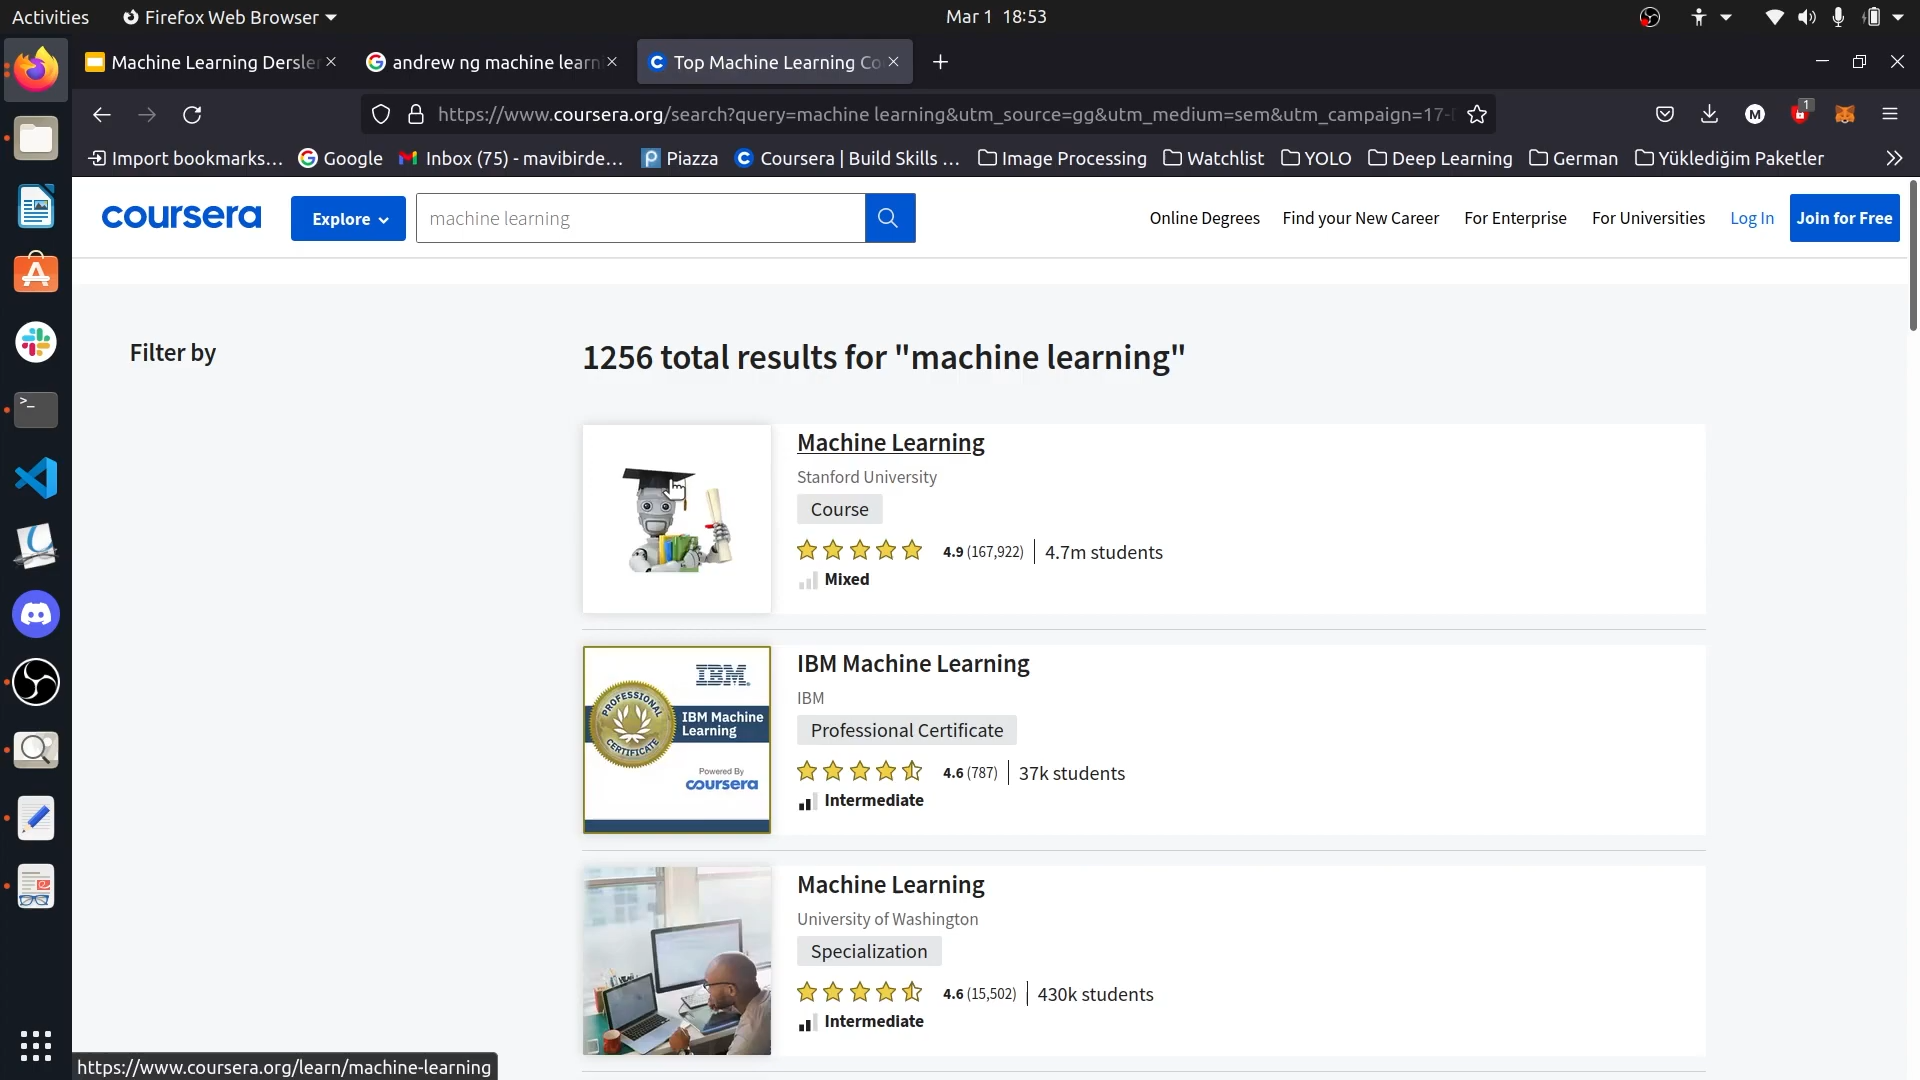 Activities
Firefox Web Browser
Mar 1 18:53
Machine Learning Dersler
andrew ng machine learn
Top Machine Learning Co
https://www.coursera.org/search?query=machine learning&utm_source=gg&utm_medium=sem&utm_campaign=17-
1
Import bookmarks...
Google
Inbox (75) - mavibirde...
Piazza
Coursera | Build Skills ...
Image Processing
Watchlist
YOLO
Deep Learning
German
Yüklediğim Paketler
coursera
Explore
machine learning
Online Degrees
Find your New Career
For Enterprise
For Universities
Log In
Join for Free
Filter by
1256 total results for "machine learning"
Machine Learning
Stanford University
Course
4.9 (167,922)
4.7m students
Mixed
IBM
PROFESSIONAL CERTIFICATE
IBM Machine
Learning
Powered By
coursera
IBM Machine Learning
IBM
Professional Certificate
4.6 (787)
37k students
Intermediate
Machine Learning
University of Washington
Specialization
4.6 (15,502)
430k students
Intermediate
https://www.coursera.org/learn/machine-learning